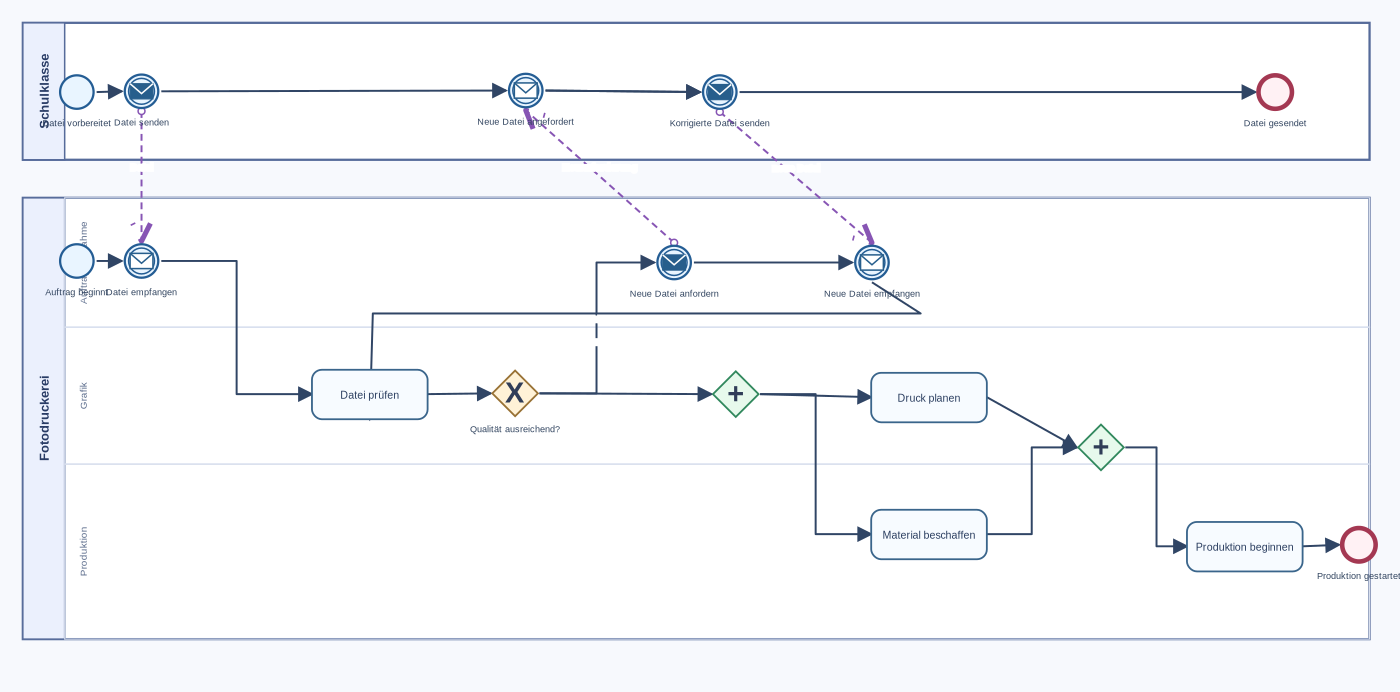 Schulklasse
Datei vorbereitet
Datei senden
Neue Datei angefordert
Korrigierte Datei senden
Datei gesendet
Fotodruckerei
Auftrag beginnt
Datei empfangen
Neue Datei anfordern
Neue Datei empfangen
Grafik
Datei prüfen
X
Qualität ausreichend?
Druck planen
Produktion
Material beschaffen
Produktion beginnen
Produktion gestartet